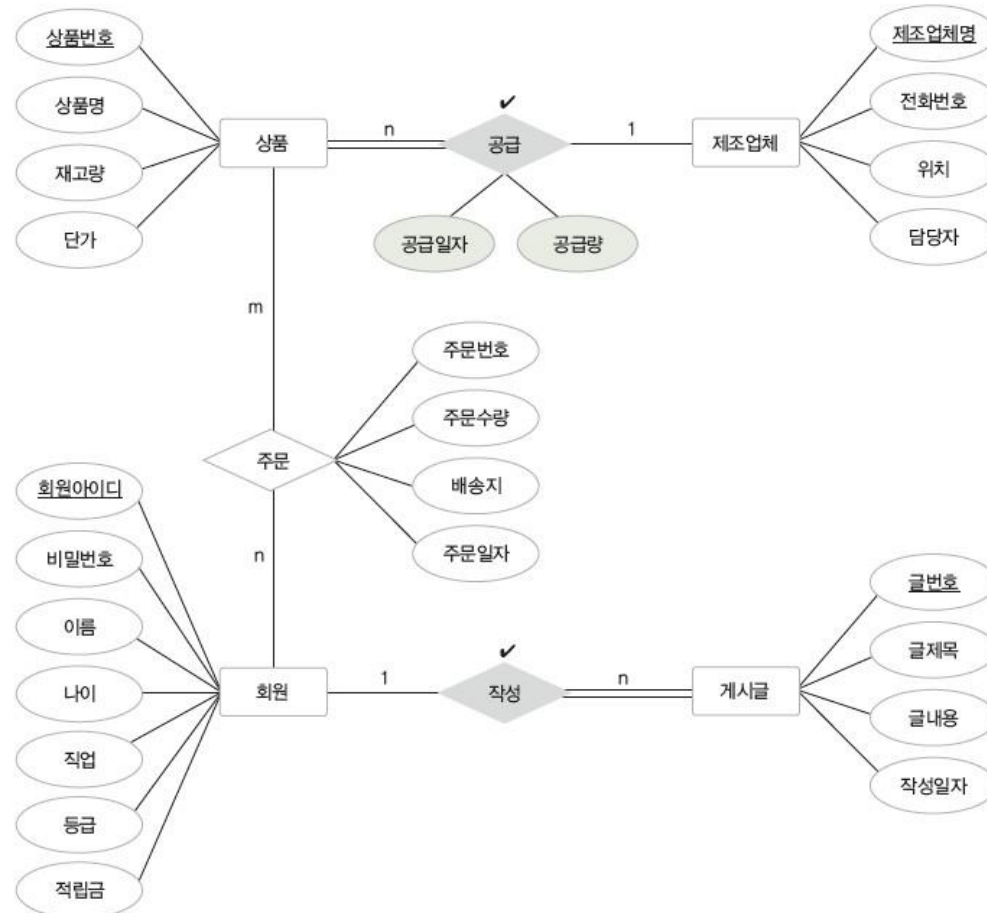 상품번호
상품명
재고량
단가
상품
n
✔
공급
1
제조업체
제조업체명
전화번호
위치
담당자
공급일자
공급량
m
주문
주문번호
주문수량
배송지
주문일자
n
회원아이디
비밀번호
이름
나이
직업
등급
적립금
회원
1
✔
작성
n
게시글
글번호
글제목
글내용
작성일자